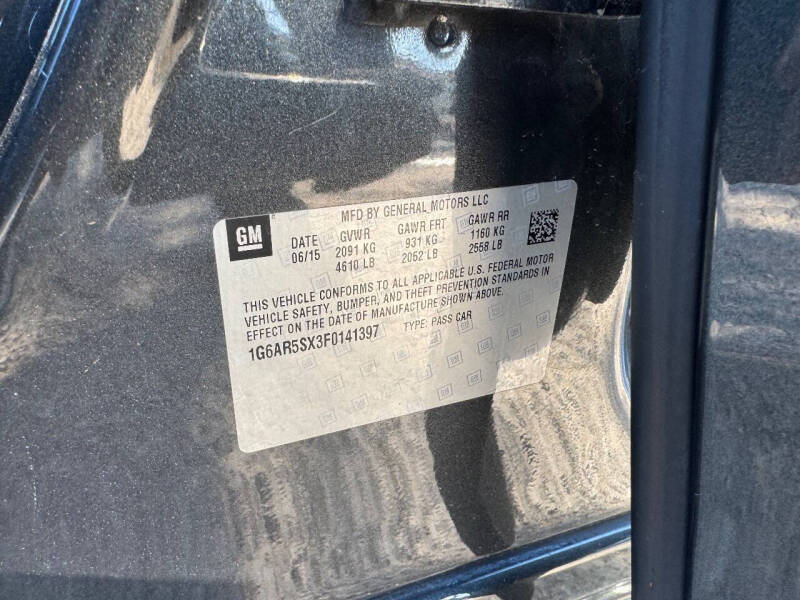 MFD BY GENERAL MOTORS LLC
GM
DATE GVWR GAWR FRT GAWR RR
06/15 2091 KG 931 KG 1160 KG
4610 LB 2052 LB 2558 LB
THIS VEHICLE CONFORMS TO ALL APPLICABLE U.S. FEDERAL MOTOR
VEHICLE SAFETY, BUMPER, AND THEFT PREVENTION STANDARDS IN
EFFECT ON THE DATE OF MANUFACTURE SHOWN ABOVE.
1G6AR5SX3F0141397 TYPE: PASS CAR